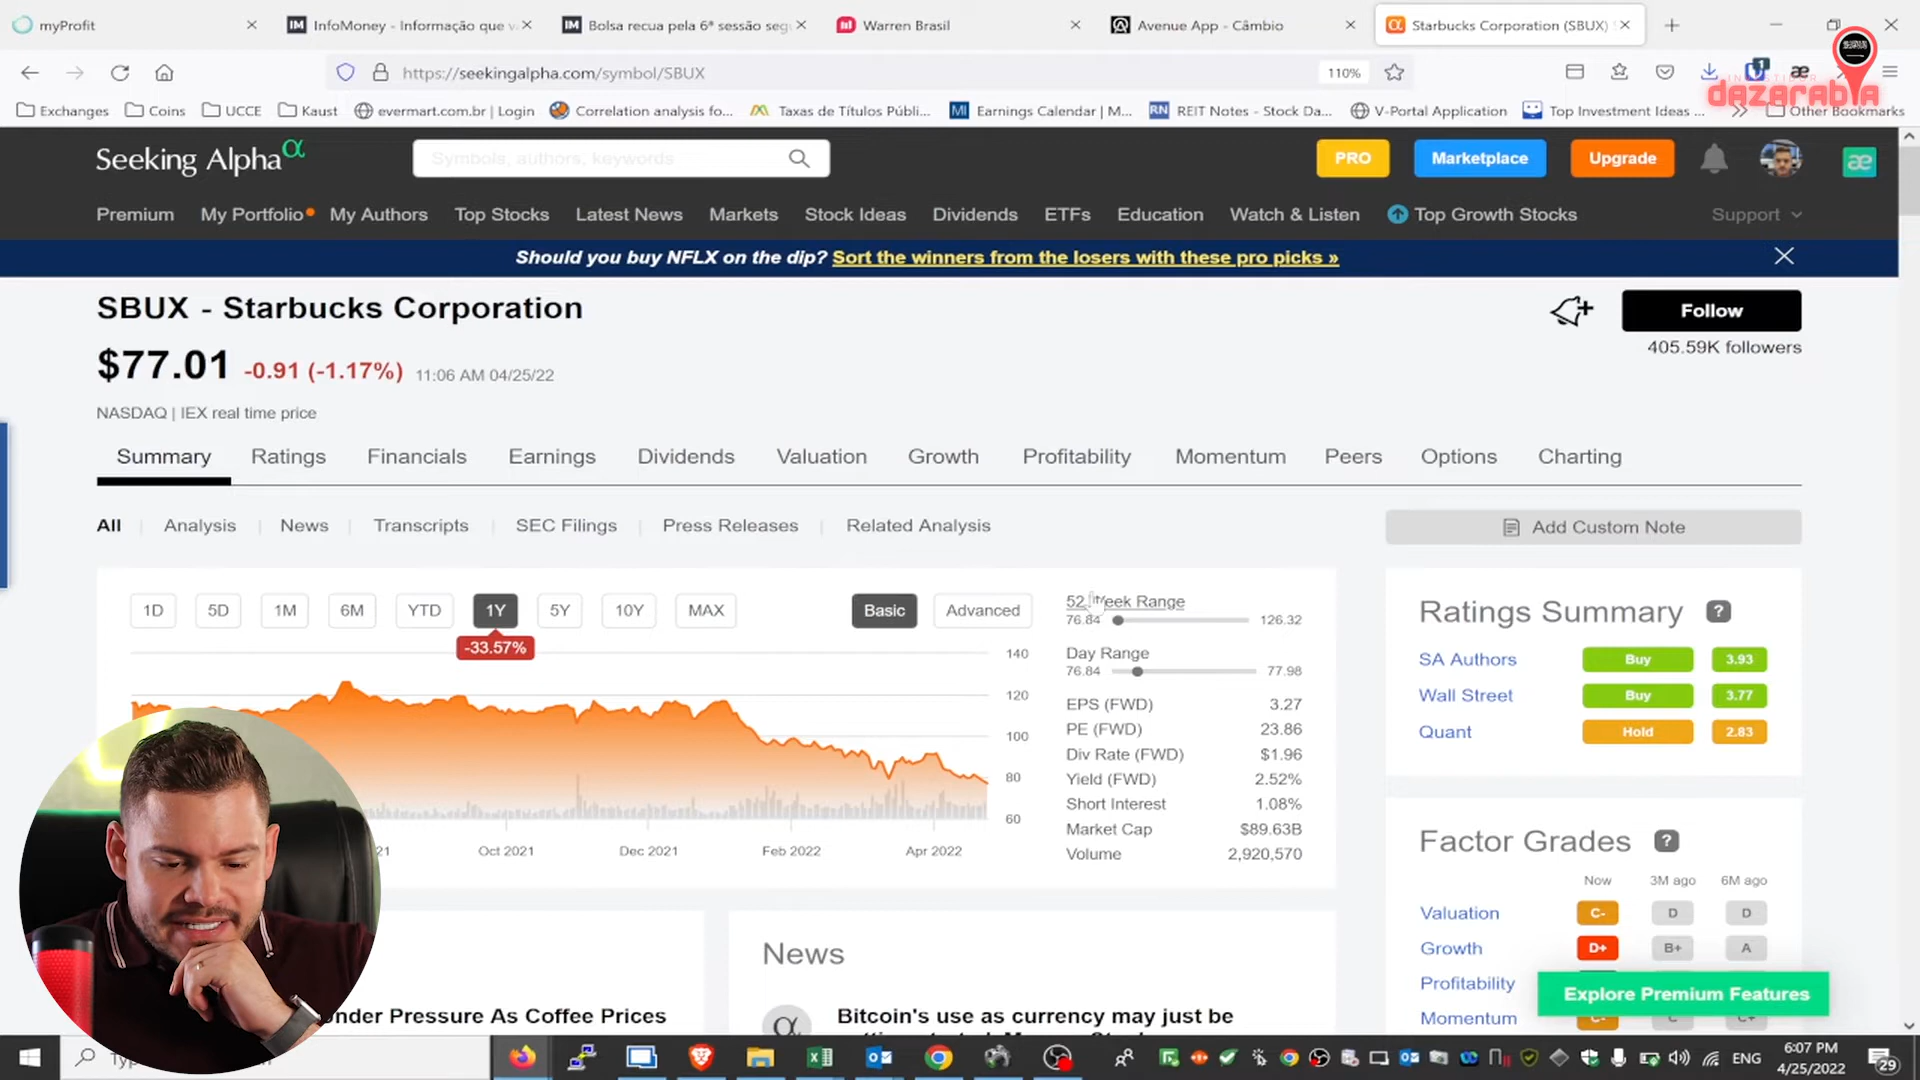 myProfit
InfoMoney - Informação que v
Bolsa recua pela 6ª sessão seg
Warren Brasil
Avenue App - Câmbio
Starbucks Corporation (SBUX)
https://seekingalpha.com/symbol/SBUX
110%
1
æ
INVESTIDOR
dazarabia
Exchanges
Coins
UCCE
Kaust
evermart.com.br | Login
Correlation analysis fo...
Taxas de Títulos Públi...
Earnings Calendar | M...
REIT Notes - Stock Da...
V-Portal Application
Top Investment Ideas ...
Other Bookmarks
Seeking Alpha α
Symbols, authors, keywords
PRO
Marketplace
Upgrade
æ
Premium
My Portfolio
My Authors
Top Stocks
Latest News
Markets
Stock Ideas
Dividends
ETFs
Education
Watch & Listen
Top Growth Stocks
Support
Should you buy NFLX on the dip? Sort the winners from the losers with these pro picks »
SBUX - Starbucks Corporation
Follow
405.59K followers
$77.01 -0.91 (-1.17%) 11:06 AM 04/25/22
NASDAQ | IEX real time price
Summary
Ratings
Financials
Earnings
Dividends
Valuation
Growth
Profitability
Momentum
Peers
Options
Charting
All
Analysis
News
Transcripts
SEC Filings
Press Releases
Related Analysis
Add Custom Note
1D
5D
1M
6M
YTD
1Y
5Y
10Y
MAX
-33.57%
Basic
Advanced
140
120
100
80
60
21
Oct 2021
Dec 2021
Feb 2022
Apr 2022
52 Week Range
76.84 126.32
Day Range
76.84 77.98
EPS (FWD) 3.27
PE (FWD) 23.86
Div Rate (FWD) $1.96
Yield (FWD) 2.52%
Short Interest 1.08%
Market Cap $89.63B
Volume 2,920,570
Ratings Summary ?
SA Authors Buy 3.93
Wall Street Buy 3.77
Quant Hold 2.83
Factor Grades ?
Now 3M ago 6M ago
Valuation C- D D
Growth D+ B+ A
Profitability
Momentum C- C C+
Explore Premium Features
Under Pressure As Coffee Prices
News
α
Bitcoin's use as currency may just be
ENG
6:07 PM
4/25/2022
29